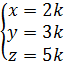 x = 2k
y = 3k
z = 5k